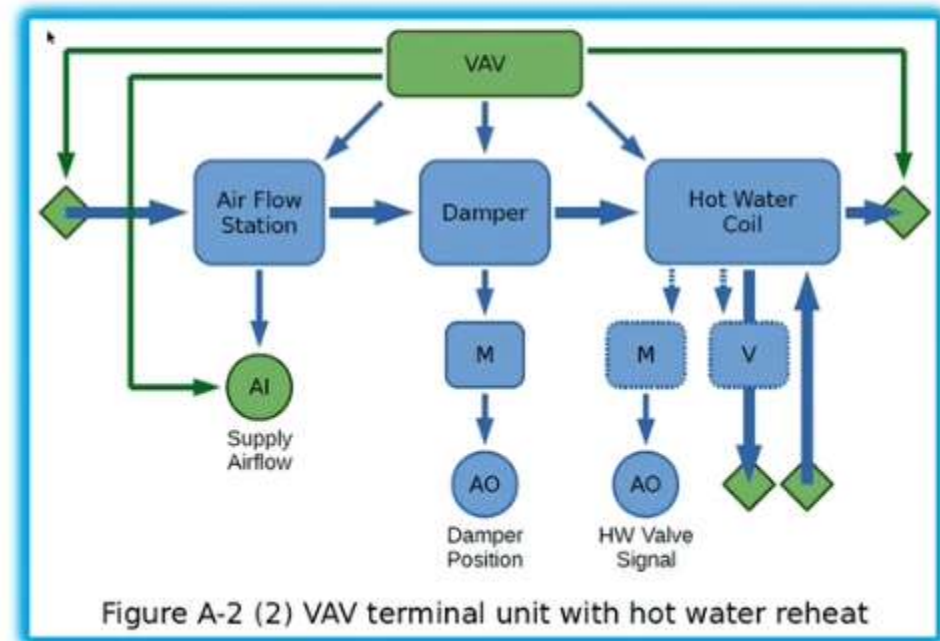 VAV
Air Flow
Station
Damper
Hot Water
Coil
M
M
V
AI
Supply
Airflow
AO
Damper
Position
AO
HW Valve
Signal
Figure A-2 (2) VAV terminal unit with hot water reheat